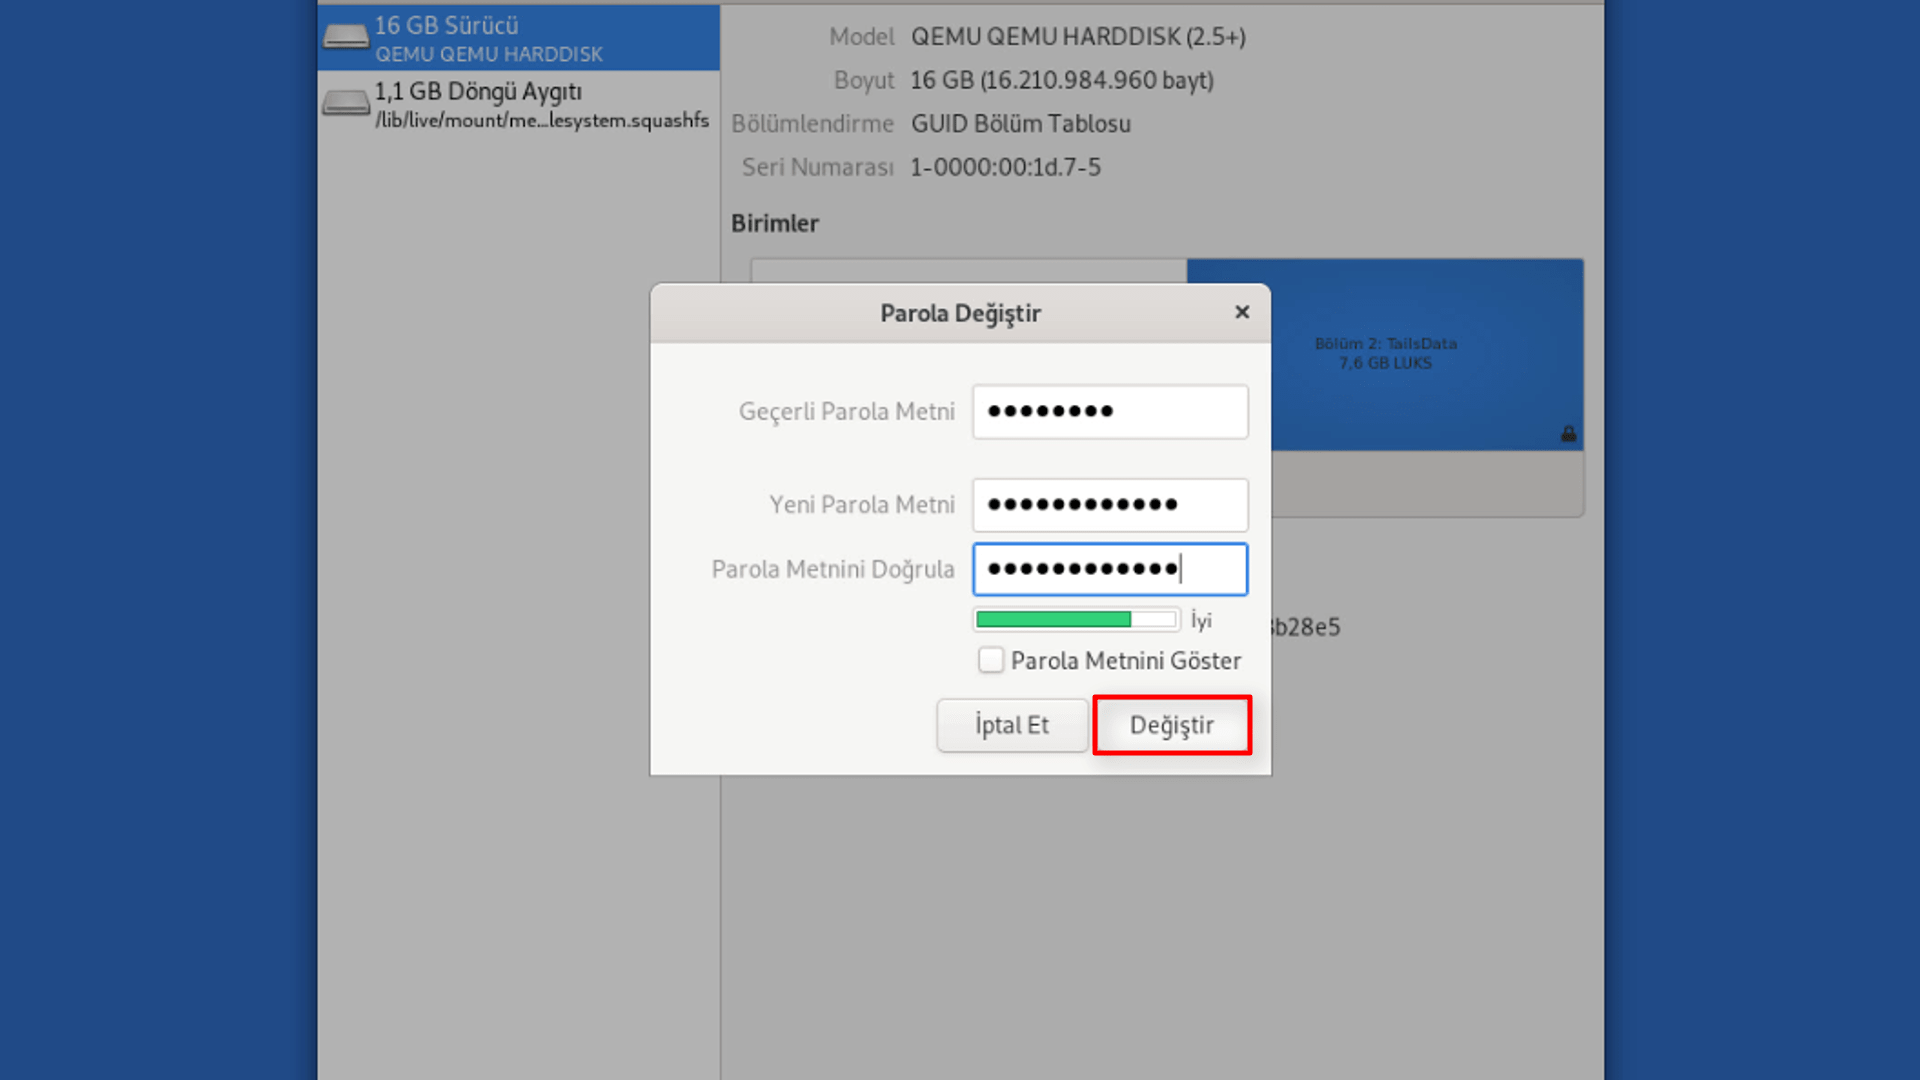 16 GB Sürücü
QEMU QEMU HARDDISK
1,1 GB Döngü Aygıtı
/lib/live/mount/me...lesystem.squashfs
Model QEMU QEMU HARDDISK (2.5+)
Boyut 16 GB (16.210.984.960 bayt)
Bölümlendirme GUID Bölüm Tablosu
Seri Numarası 1-0000:00:1d.7-5
Birimler
Bölüm 2: TailsData
7,6 GB LUKS
Parola Değiştir
Geçerli Parola Metni ●●●●●●●●
Yeni Parola Metni ●●●●●●●●●●●●
Parola Metnini Doğrula ●●●●●●●●●●●●
İyi
Parola Metnini Göster
İptal Et
Değiştir
b28e5